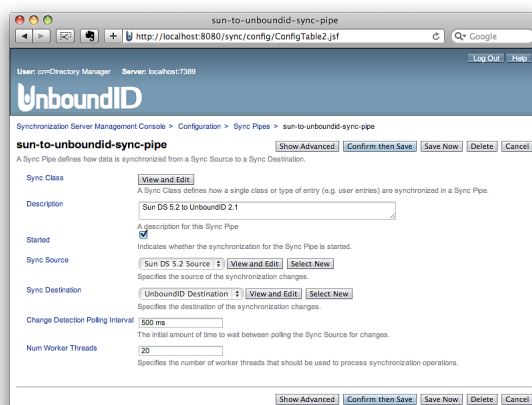 sun-to-unboundid-sync-pipe
http://localhost:8080/sync/config/ConfigTable2.jsf
Google
Log Out Help
User: cn=Directory Manager Server: localhost:7389
UnboundID
Synchronization Server Management Console > Configuration > Sync Pipes > sun-to-unboundid-sync-pipe
sun-to-unboundid-sync-pipe
Show Advanced Confirm then Save Save Now Delete Cancel
A Sync Pipe defines how data is synchronized from a Sync Source to a Sync Destination.
Sync Class View and Edit
A Sync Class defines how a single class or type of entry (e.g. user entries) are synchronized in a Sync Pipe.
Description Sun DS 5.2 to UnboundID 2.1
A description for this Sync Pipe
Started
Indicates whether the synchronization for the Sync Pipe is started.
Sync Source Sun DS 5.2 Source View and Edit Select New
Specifies the source of the synchronization changes.
Sync Destination UnboundID Destination View and Edit Select New
Specifies the destination of the synchronization changes.
Change Detection Polling Interval 500 ms
The initial amount of time to wait between polling the Sync Source for changes.
Num Worker Threads 20
Specifies the number of worker threads that should be used to process synchronization operations.
Show Advanced Confirm then Save Save Now Delete Cancel